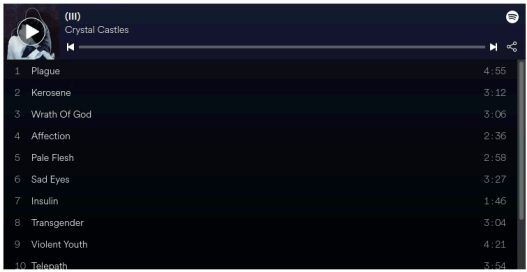 (III)
Crystal Castles
1 Plague 4:55
2 Kerosene 3:12
3 Wrath Of God 3:06
4 Affection 2:36
5 Pale Flesh 2:58
6 Sad Eyes 3:27
7 Insulin 1:46
8 Transgender 3:04
9 Violent Youth 4:21
10 Telepath 3:54